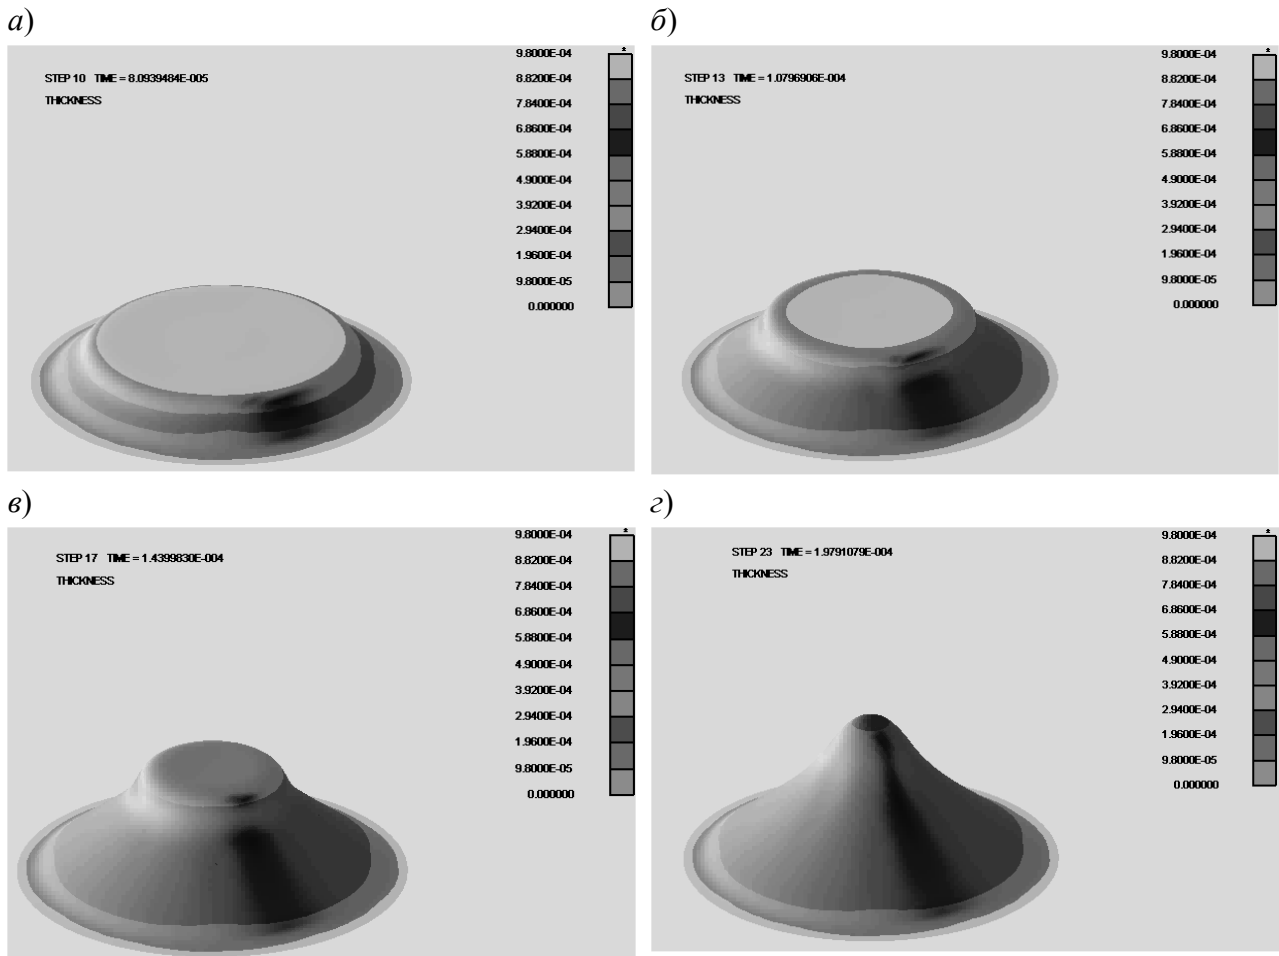 а)
9.8000E-04
*
STEP 10 TIME = 8.0939484E-005
8.8200E-04
THICKNESS
7.8400E-04
6.8600E-04
5.8800E-04
4.9000E-04
3.9200E-04
2.9400E-04
1.9600E-04
9.8000E-05
0.000000
б)
9.8000E-04
*
STEP 13 TIME = 1.0796906E-004
8.8200E-04
THICKNESS
7.8400E-04
6.8600E-04
5.8800E-04
4.9000E-04
3.9200E-04
2.9400E-04
1.9600E-04
9.8000E-05
0.000000
в)
9.8000E-04
*
STEP 17 TIME = 1.4399830E-004
8.8200E-04
THICKNESS
7.8400E-04
6.8600E-04
5.8800E-04
4.9000E-04
3.9200E-04
2.9400E-04
1.9600E-04
9.8000E-05
0.000000
г)
9.8000E-04
*
STEP 23 TIME = 1.9791079E-004
8.8200E-04
THICKNESS
7.8400E-04
6.8600E-04
5.8800E-04
4.9000E-04
3.9200E-04
2.9400E-04
1.9600E-04
9.8000E-05
0.000000